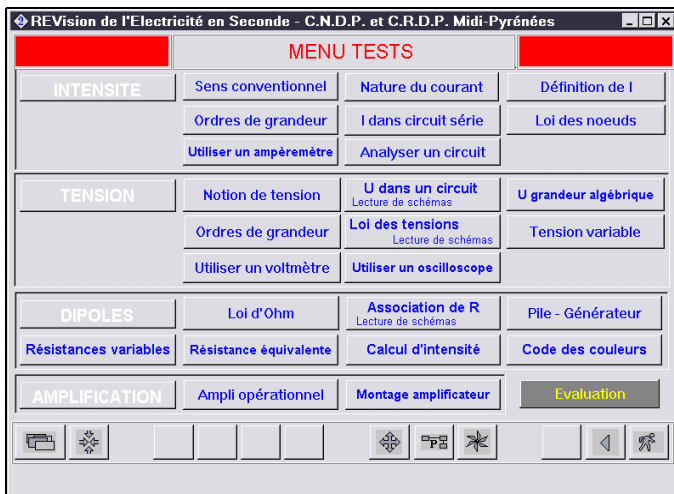 REVision de l'Electricité en Seconde - C.N.D.P. et C.R.D.P. Midi-Pyrénées
MENU TESTS
INTENSITE
Sens conventionnel
Nature du courant
Définition de I
Ordres de grandeur
I dans circuit série
Loi des noeuds
Utiliser un ampèremètre
Analyser un circuit
TENSION
Notion de tension
U dans un circuit
Lecture de schémas
U grandeur algébrique
Ordres de grandeur
Loi des tensions
Lecture de schémas
Tension variable
Utiliser un voltmètre
Utiliser un oscilloscope
DIPOLES
Loi d'Ohm
Association de R
Lecture de schémas
Pile - Générateur
Résistances variables
Résistance équivalente
Calcul d'intensité
Code des couleurs
AMPLIFICATION
Ampli opérationnel
Montage amplificateur
Evaluation
P